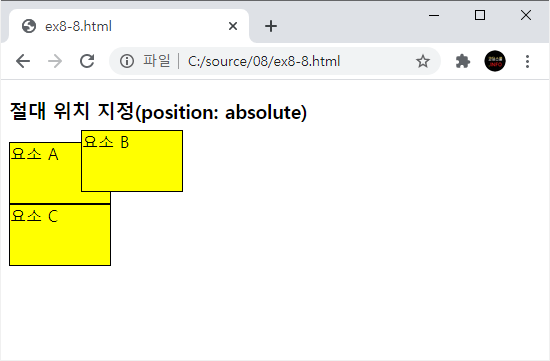 ex8-8.html
파일
C:/source/08/ex8-8.html
절대 위치 지정(position: absolute)
요소 A
요소 B
요소 C